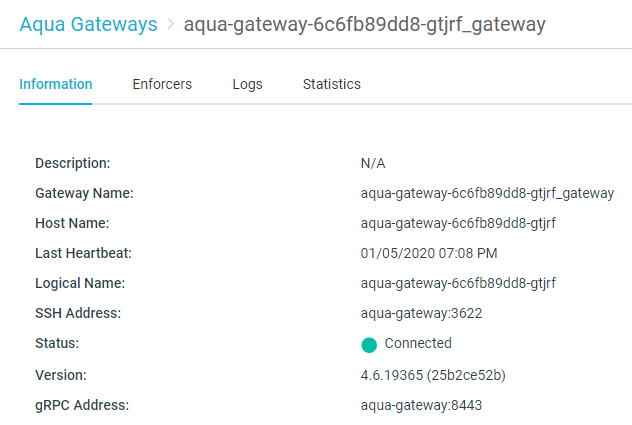 Aqua Gateways > aqua-gateway-6c6fb89dd8-gtjrf_gateway
Information Enforcers Logs Statistics
Description: N/A
Gateway Name: aqua-gateway-6c6fb89dd8-gtjrf_gateway
Host Name: aqua-gateway-6c6fb89dd8-gtjrf
Last Heartbeat: 01/05/2020 07:08 PM
Logical Name: aqua-gateway-6c6fb89dd8-gtjrf
SSH Address: aqua-gateway:3622
Status: Connected
Version: 4.6.19365 (25b2ce52b)
gRPC Address: aqua-gateway:8443